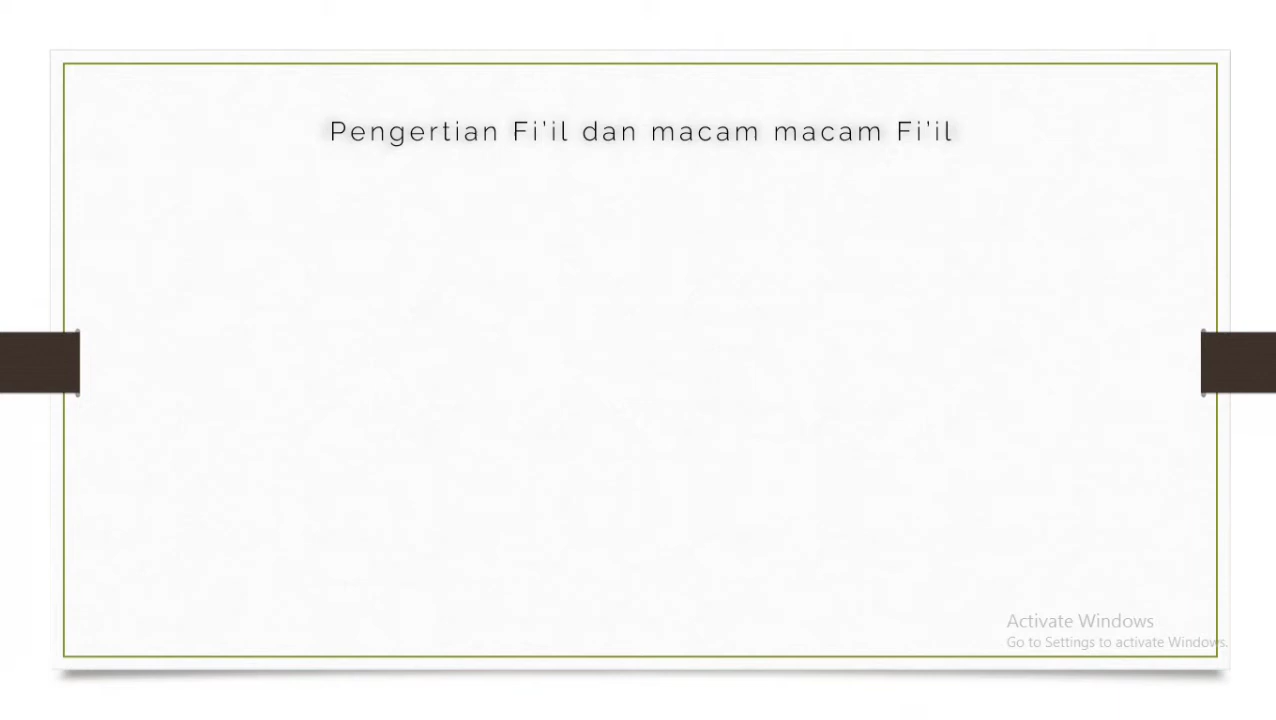 Pengertian Fi'il dan macam macam Fi'il
Activate Windows
Go to Settings to activate Windows.